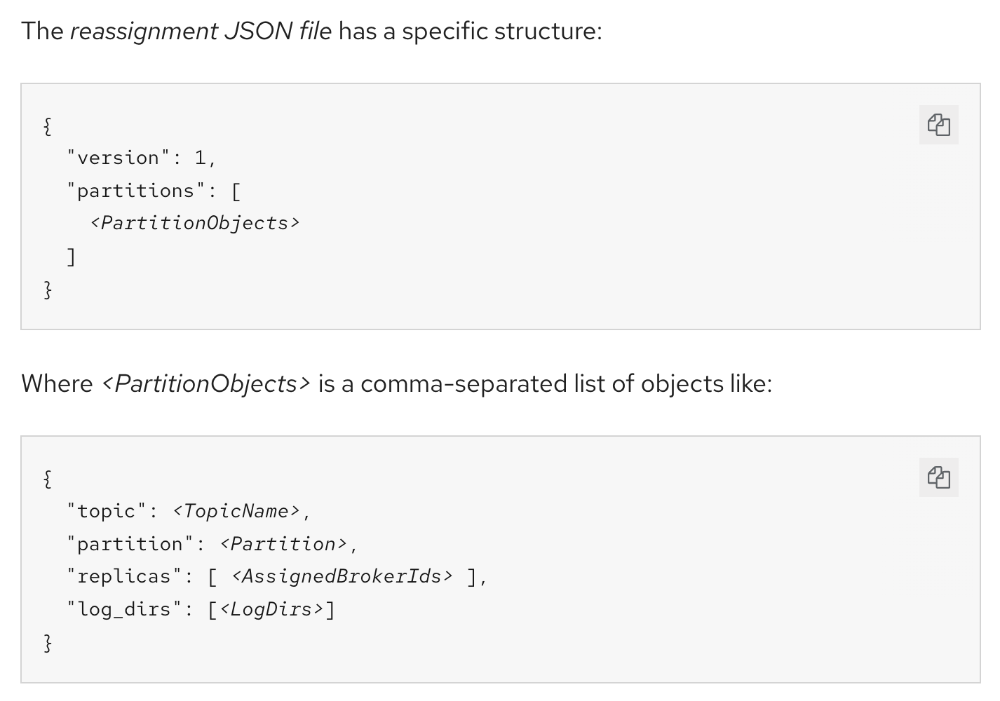 The reassignment JSON file has a specific structure:
{
  "version": 1,
  "partitions": [
    <PartitionObjects>
  ]
}
Where <PartitionObjects> is a comma-separated list of objects like:
{
  "topic": <TopicName>,
  "partition": <Partition>,
  "replicas": [ <AssignedBrokerIds> ],
  "log_dirs": [<LogDirs>]
}